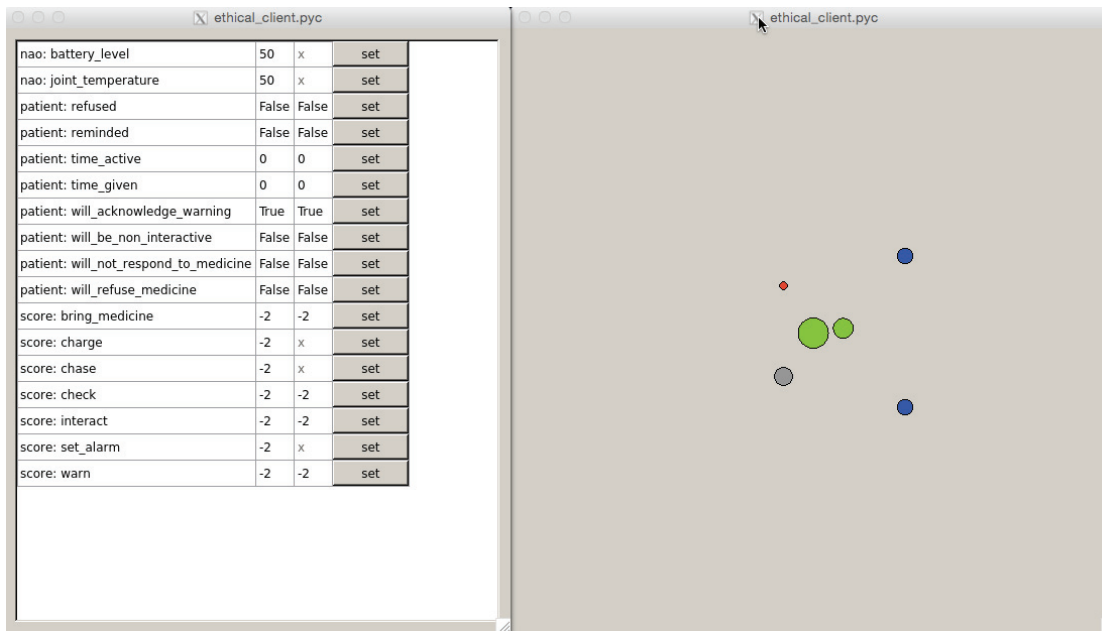 ethical_client.pyc
ethical_client.pyc
nao: battery_level 50 x set
nao: joint_temperature 50 x set
patient: refused False False set
patient: reminded False False set
patient: time_active 0 0 set
patient: time_given 0 0 set
patient: will_acknowledge_warning True True set
patient: will_be_non_interactive False False set
patient: will_not_respond_to_medicine False False set
patient: will_refuse_medicine False False set
score: bring_medicine -2 -2 set
score: charge -2 x set
score: chase -2 x set
score: check -2 -2 set
score: interact -2 -2 set
score: set_alarm -2 x set
score: warn -2 -2 set